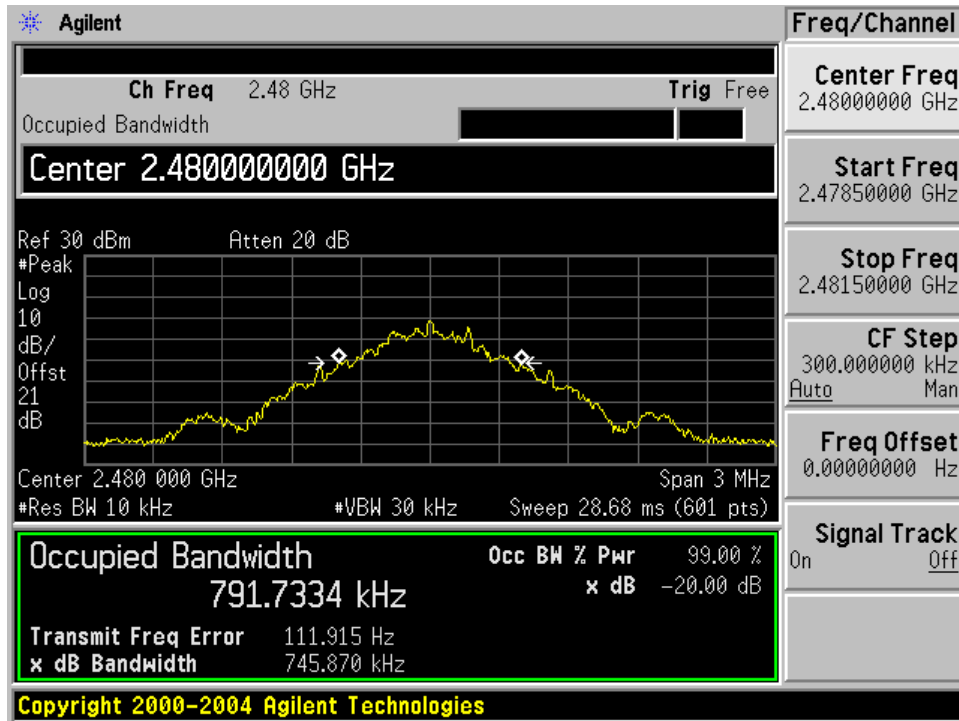 Agilent
Ch Freq 2.48 GHz Trig Free
Occupied Bandwidth
Center 2.480000000 GHz
Ref 30 dBm Atten 20 dB
#Peak
Log
10
dB/
Offst
21
dB
Center 2.480 000 GHz Span 3 MHz
#Res BW 10 kHz #VBW 30 kHz Sweep 28.68 ms (601 pts)
Occupied Bandwidth Occ BW % Pwr 99.00 %
791.7334 kHz x dB -20.00 dB
Transmit Freq Error 111.915 Hz
x dB Bandwidth 745.870 kHz
Copyright 2000-2004 Agilent Technologies
Freq/Channel
Center Freq
2.48000000 GHz
Start Freq
2.47850000 GHz
Stop Freq
2.48150000 GHz
CF Step
300.000000 kHz
Auto Man
Freq Offset
0.00000000 Hz
Signal Track
On Off